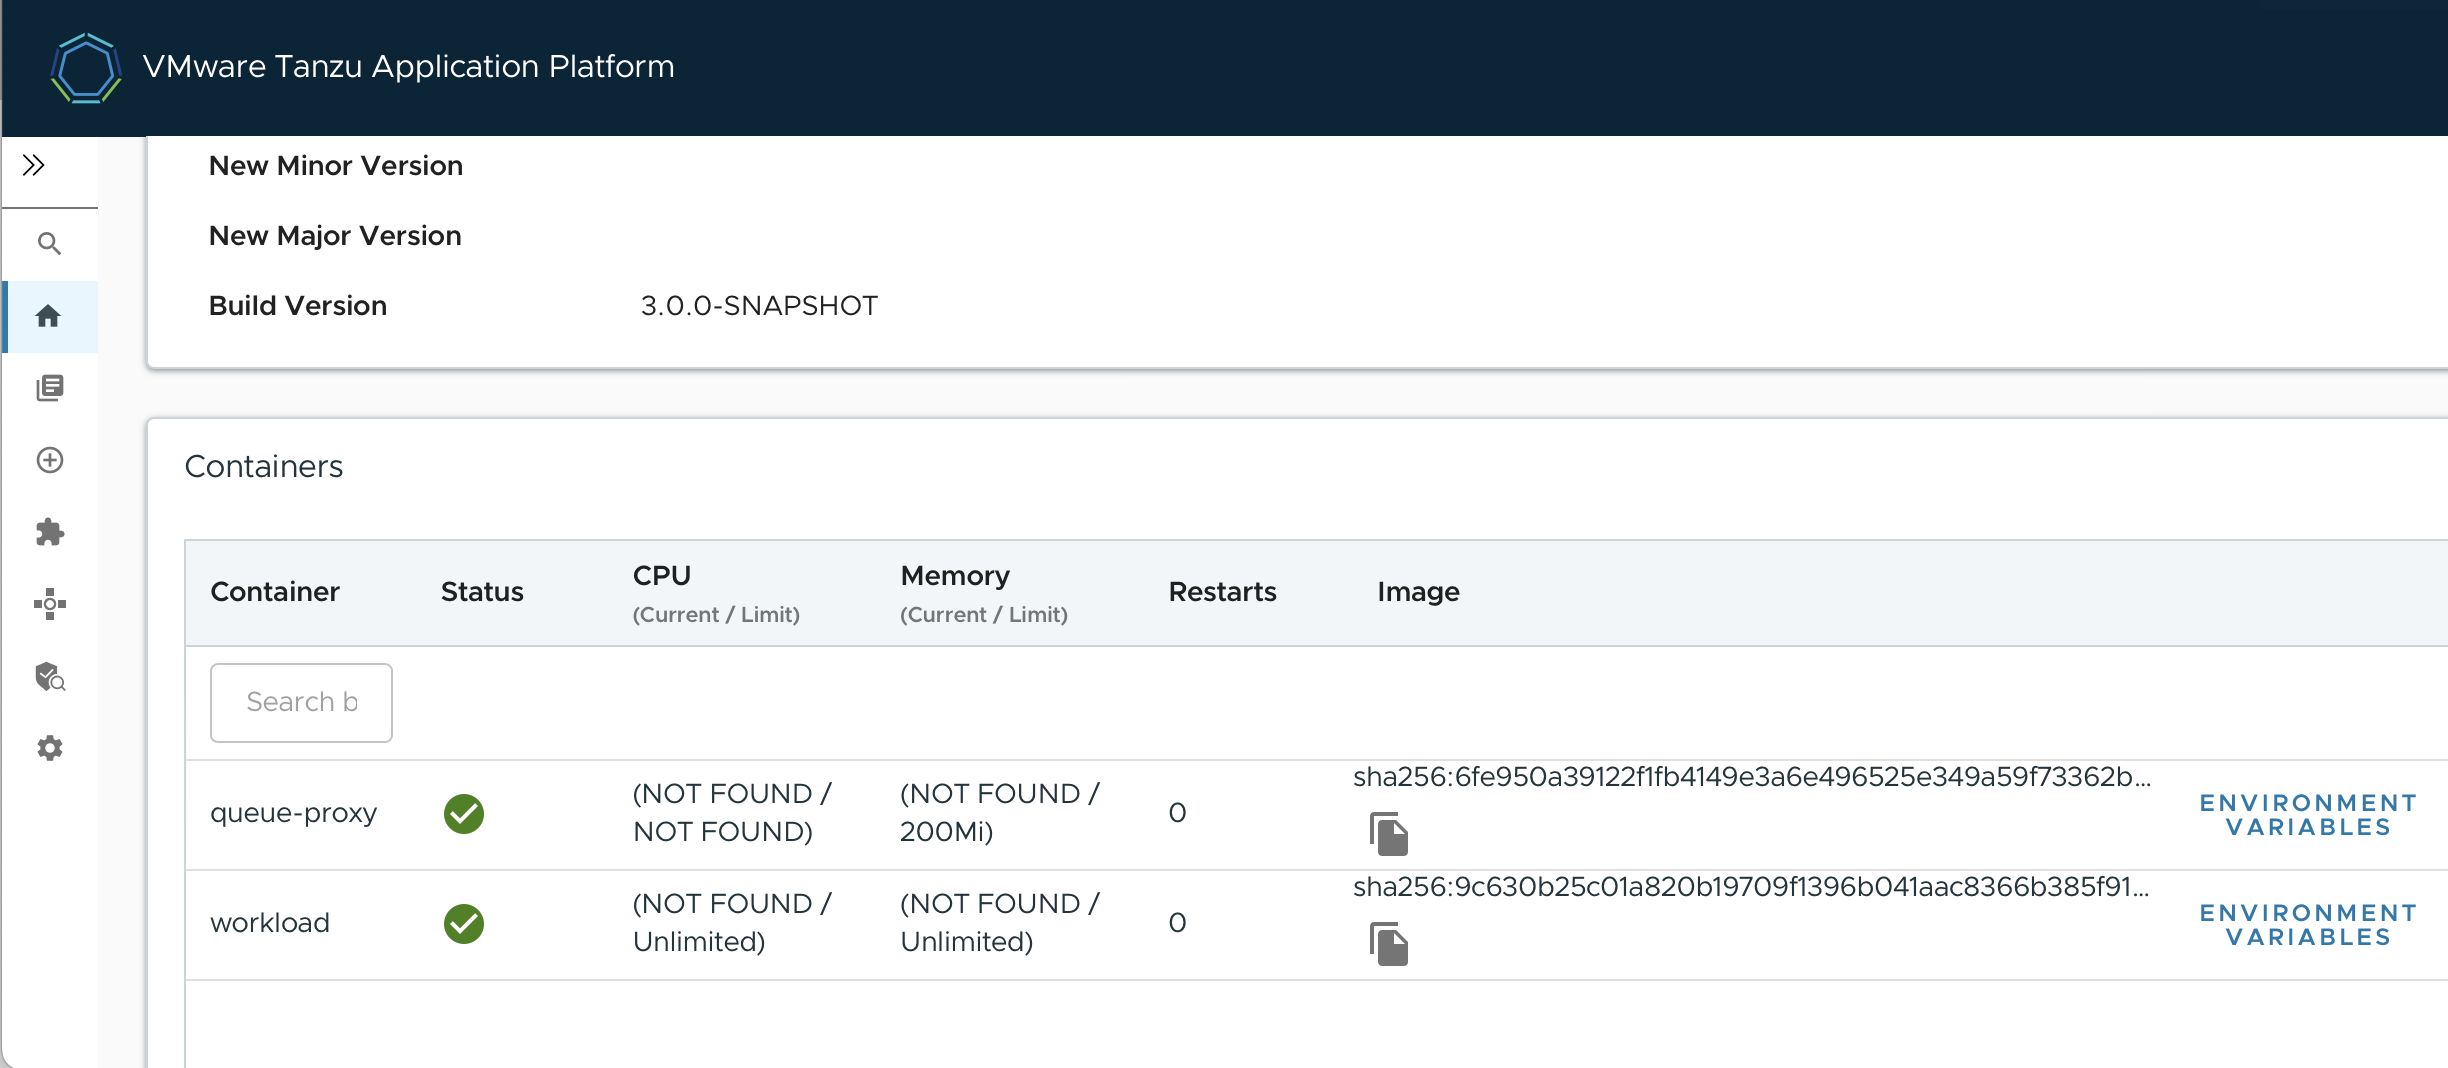 VMware Tanzu Application Platform
New Minor Version
New Major Version
Build Version 3.0.0-SNAPSHOT
Containers
Container Status CPU (Current / Limit) Memory (Current / Limit) Restarts Image
Search b
queue-proxy (NOT FOUND / NOT FOUND) (NOT FOUND / 200Mi) 0 sha256:6fe950a39122f1fb4149e3a6e496525e349a59f73362b... ENVIRONMENT VARIABLES
workload (NOT FOUND / Unlimited) (NOT FOUND / Unlimited) 0 sha256:9c630b25c01a820b19709f1396b041aac8366b385f91... ENVIRONMENT VARIABLES